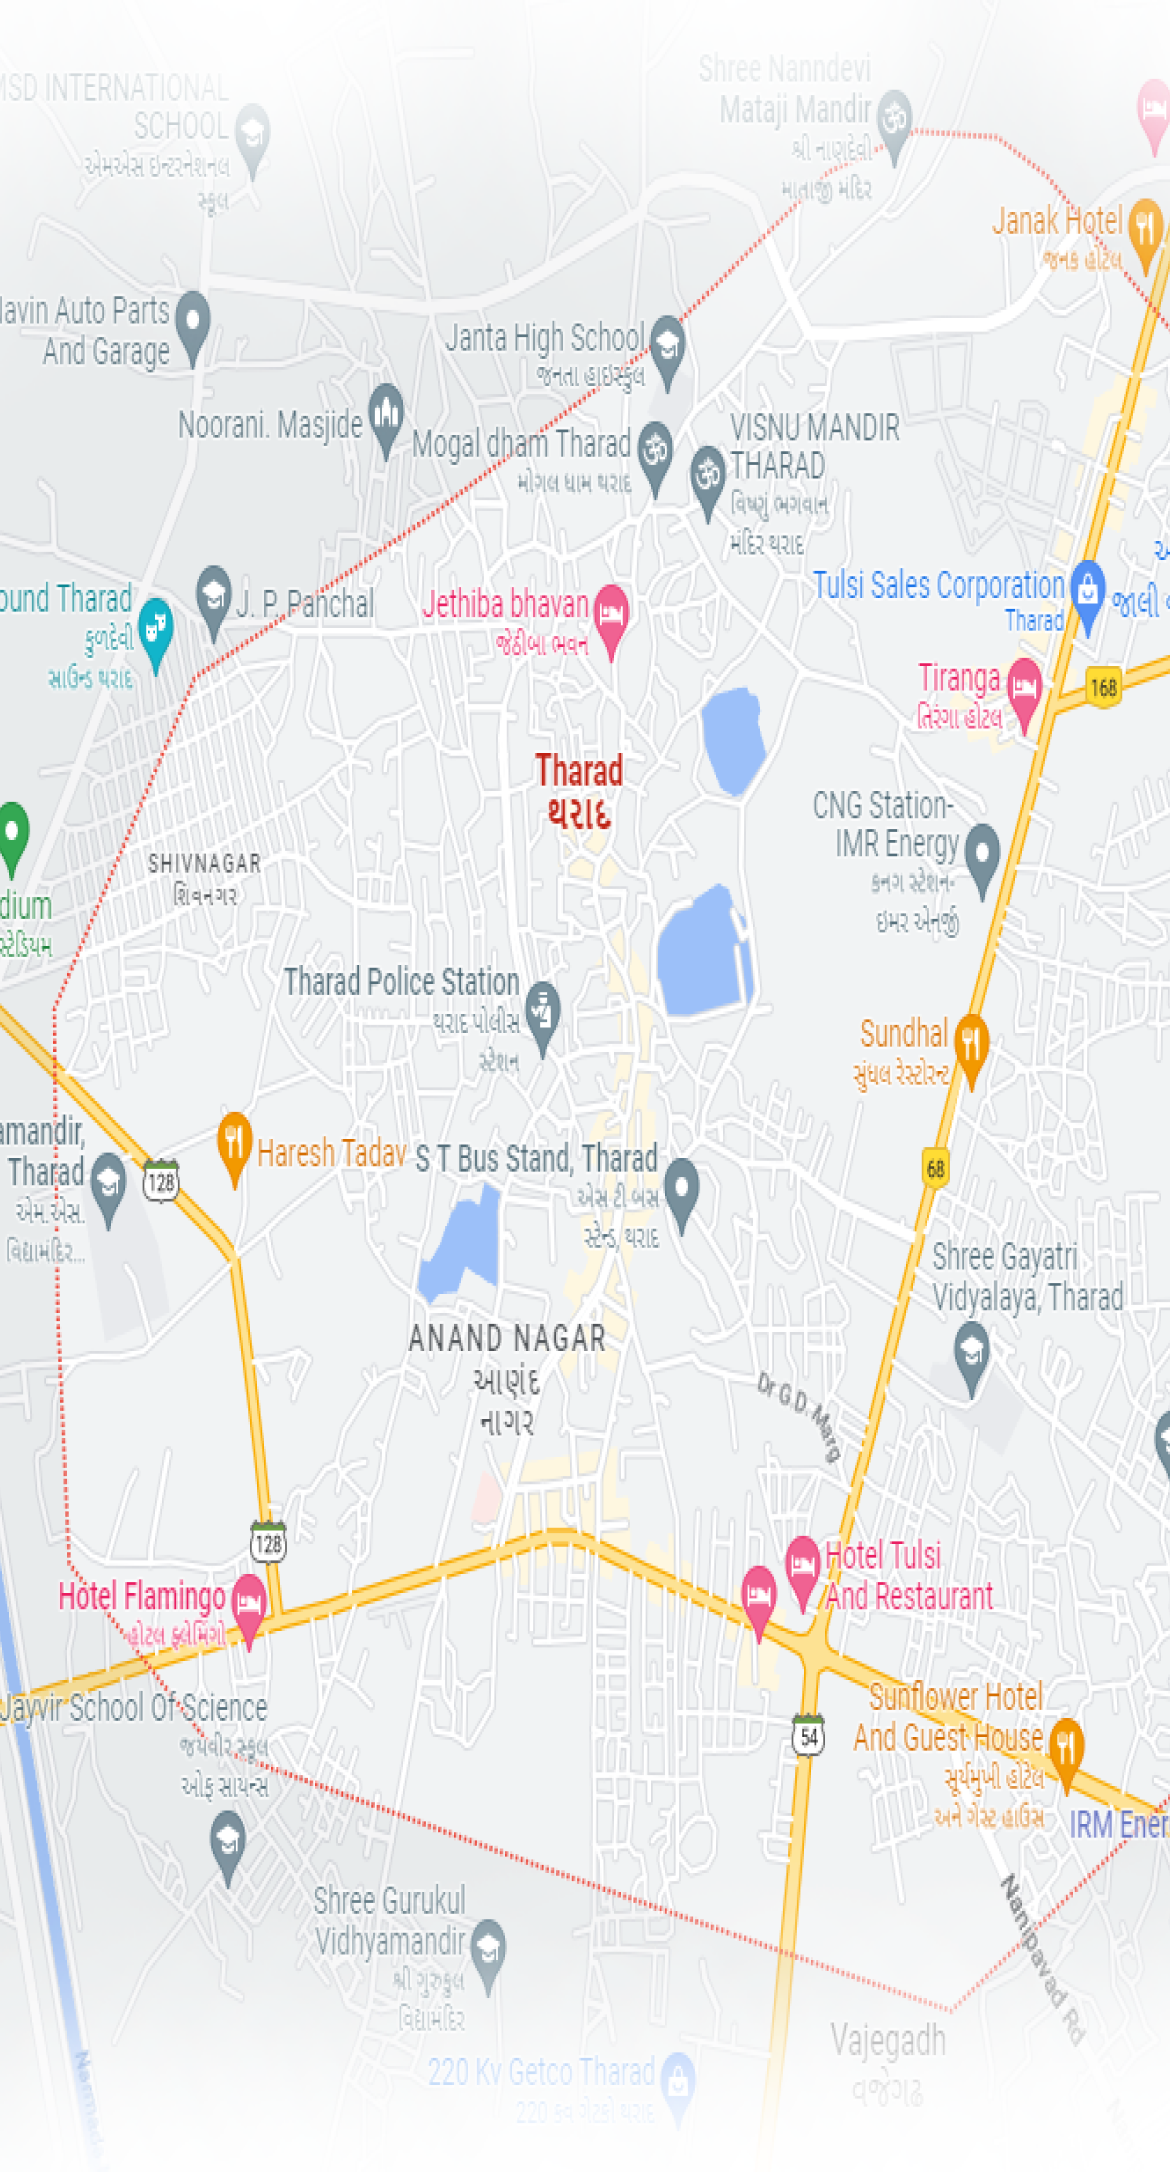 MSD INTERNATIONAL
SCHOOL
એમએસ ઇન્ટરનેશનલ
સ્કૂલ
Shree Nanndevi
Mataji Mandir
શ્રી નાણદેવી
માતાજી મંદિર
Janak Hotel
જનક હોટેલ
Navin Auto Parts
And Garage
Janta High School
જનતા હાઇસ્કુલ
Noorani. Masjide
Mogal dham Tharad
મોગલ ધામ થરાદ
VISNU MANDIR
THARAD
વિષ્ણું ભગવાન
મંદિર થરાદ
ound Tharad
કુળદેવી
સાઉન્ડ થરાદ
J. P. Panchal
Jethiba bhavan
જેઠીબા ભવન
Tulsi Sales Corporation
Tharad
Tiranga
તિરંગા હોટલ
168
Tharad
થરાદ
CNG Station-
IMR Energy
કનગ સ્ટેશન-
ઇમર એનર્જી
SHIVNAGAR
શિવનગર
dium
સ્ટેડિયમ
Tharad Police Station
થરાદ પોલીસ
સ્ટેશન
Sundhal
સુંધલ રેસ્ટોરન્ટ
amandir,
Tharad
એમ.એસ.
વિદ્યામંદિર...
128
Haresh Tadav
S T Bus Stand, Tharad
એસ ટી બસ
સ્ટેન્ડ, થરાદ
68
Shree Gayatri
Vidyalaya, Tharad
ANAND NAGAR
આણંદ
નાગર
Dr G.D. Marg
128
Hotel Flamingo
હોટલ ફ્લેમિંગો
Hotel Tulsi
And Restaurant
Jayvir School Of Science
જયવીર સ્કૂલ
ઓફ સાયન્સ
54
Sunflower Hotel
And Guest House
સૂર્યમુખી હોટેલ
અને ગેસ્ટ હાઉસ
IRM Ener
Shree Gurukul
Vidhyamandir
શ્રી ગુરુકુલ
વિદ્યામંદિર
Nanipavad Rd
Vajegadh
વજેગઢ
220 Kv Getco Tharad
220 કવ ગેટકો થરાદ